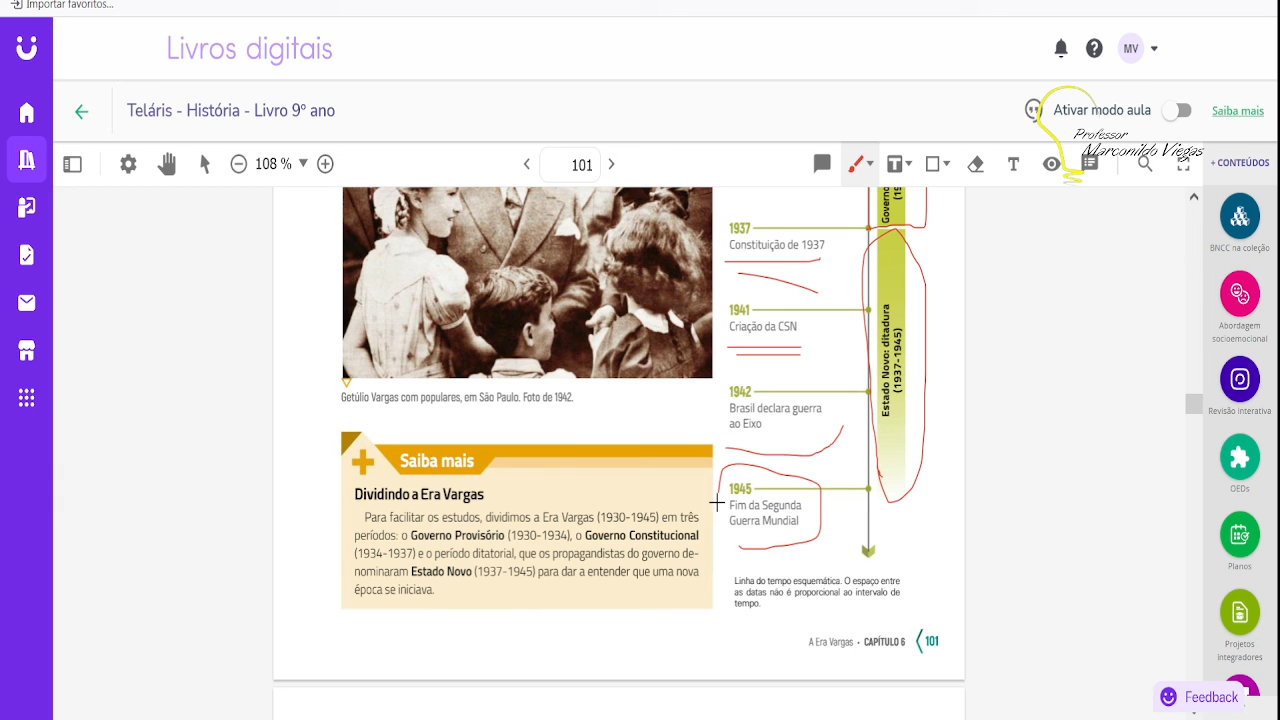 Importar favoritos...
Livros digitais
MV
Teláris - História - Livro 9º ano
Ativar modo aula
Saiba mais
Professor
Marconildo Viegas
108 %
101
+ CONTEÚDOS
1937
Constituição de 1937
1941
Criação da CSN
1942
Brasil declara guerra
ao Eixo
1945
Fim da Segunda
Guerra Mundial
Governo
Estado Novo: ditadura
(1937-1945)
Linha do tempo esquemática. O espaço entre
as datas não é proporcional ao intervalo de
tempo.
Getúlio Vargas com populares, em São Paulo. Foto de 1942.
Saiba mais
Dividindo a Era Vargas
Para facilitar os estudos, dividimos a Era Vargas (1930-1945) em três
períodos: o Governo Provisório (1930-1934), o Governo Constitucional
(1934-1937) e o período ditatorial, que os propagandistas do governo de-
nominaram Estado Novo (1937-1945) para dar a entender que uma nova
época se iniciava.
A Era Vargas • CAPÍTULO 6 101
BNCC na coleção
Abordagem
socioemocional
Revisão interativa
OEDs
Planos
Projetos
integradores
Feedback